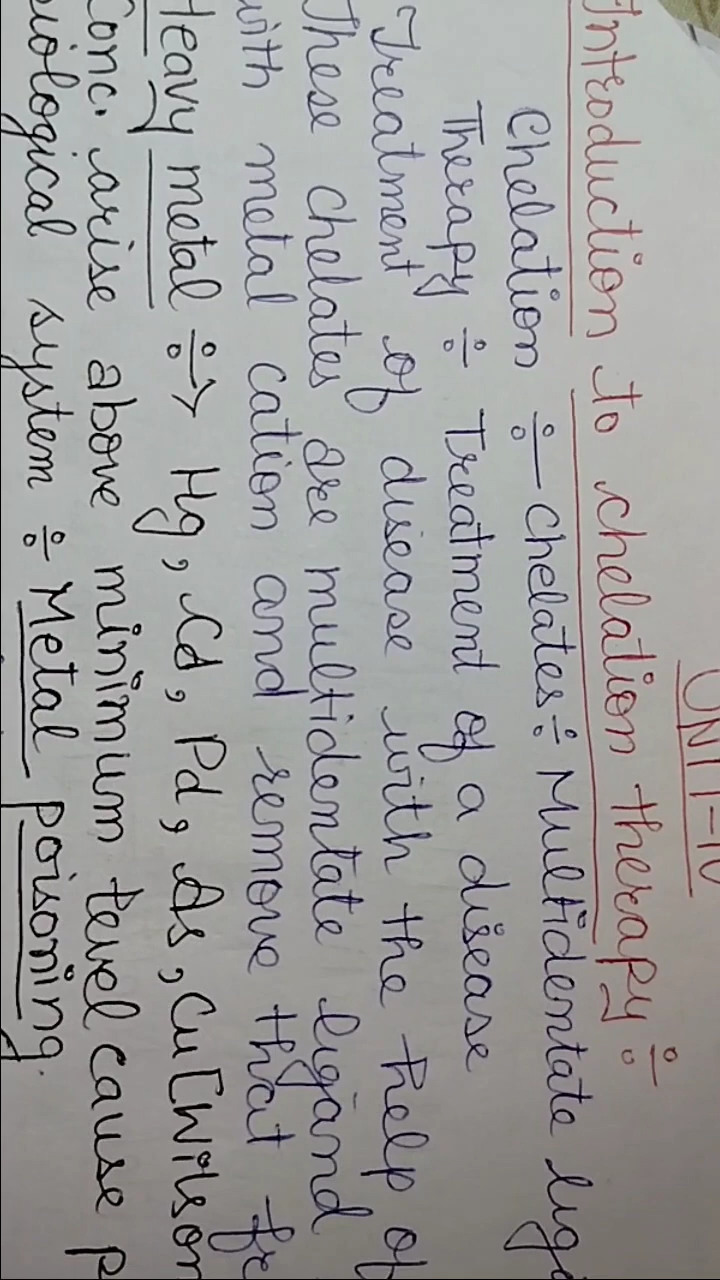 UNIT-IV
Introduction to chelation therapy ÷
Chelation ÷ chelates ÷ Multidentate
Therapy ÷ Treatment of a disease
Treatment of disease with the help of
These chelates are multidentate ligand
with metal cation and remove that
Heavy metal ÷→ Hg, Cd, Pd, As, Cu [Wilson
Conc. arise above minimum level cause
biological system ÷ Metal poisoning.